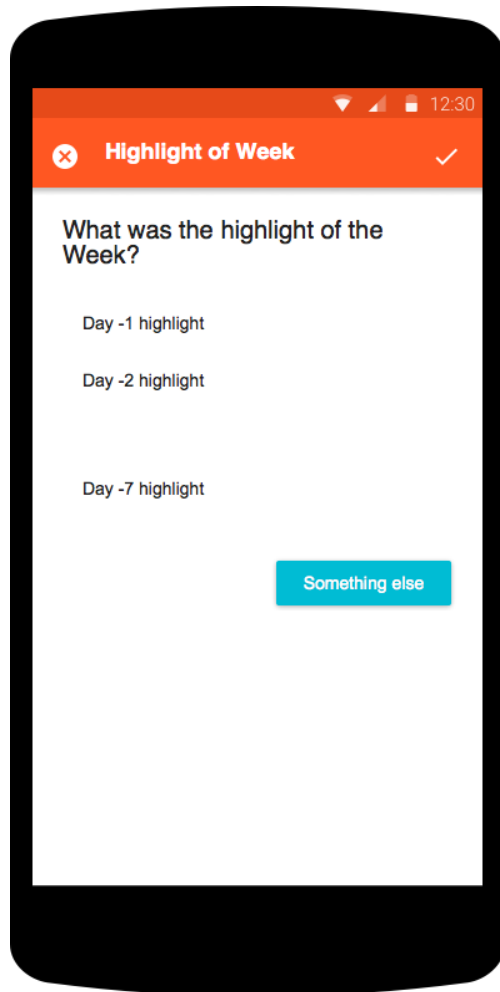 12:30
Highlight of Week
What was the highlight of the
Week?
Day -1 highlight
Day -2 highlight
Day -7 highlight
Something else